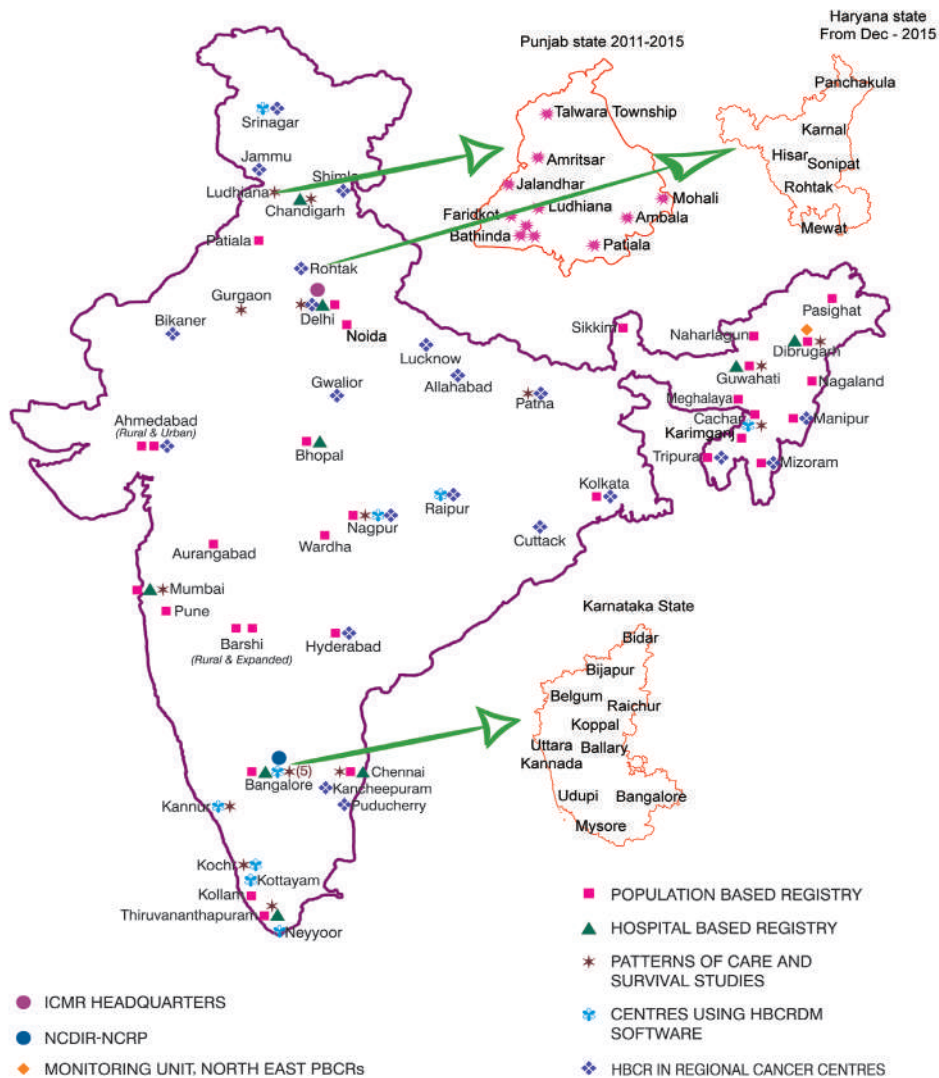 Haryana state
From Dec - 2015
Punjab state 2011-2015
Panchakula
Talwara Township
Srinagar
Karnal
Jammu
Amritsar
Hisar
Sonipat
Shimla
Ludhiana
Jalandhar
Rohtak
Chandigarh
Mohali
Faridkot
Ludhiana
Ambala
Mewat
Patiala
Bathinda
Patiala
Rohtak
Gurgaon
Pasighat
Bikaner
Delhi
Noida
Sikkim
Naharlagun
Dibrugarh
Lucknow
Guwahati
Gwalior
Allahabad
Nagaland
Patna
Meghalaya
Ahmedabad
(Rural & Urban)
Cachar
Manipur
Karimganj
Bhopal
Tripura
Mizoram
Kolkata
Raipur
Nagpur
Cuttack
Wardha
Aurangabad
Mumbai
Pune
Karnataka State
Barshi
(Rural & Expanded)
Hyderabad
Bidar
Bijapur
Belgum
Raichur
Koppal
Uttara
Kannada
Ballary
(5)
Chennai
Bangalore
Kancheepuram
Puducherry
Kannur
Udupi
Bangalore
Mysore
Kochi
Kottayam
Kollam
Thiruvananthapuram
Neyyoor
POPULATION BASED REGISTRY
HOSPITAL BASED REGISTRY
PATTERNS OF CARE AND
SURVIVAL STUDIES
ICMR HEADQUARTERS
CENTRES USING HBCRDM
SOFTWARE
NCDIR-NCRP
MONITORING UNIT, NORTH EAST PBCRs
HBCR IN REGIONAL CANCER CENTRES